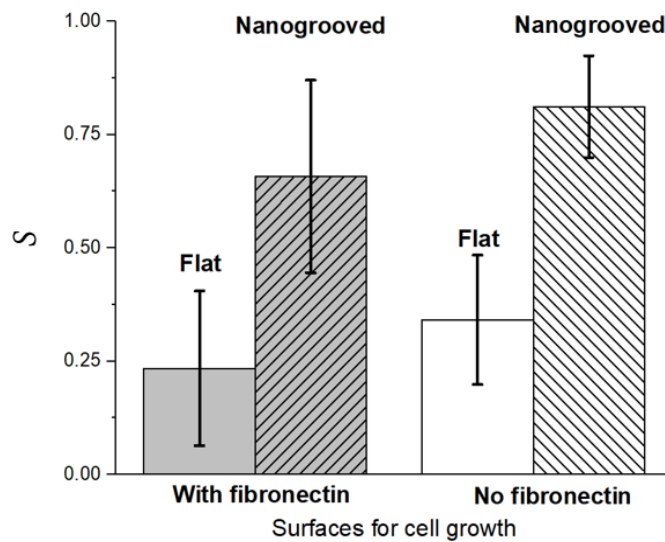 1.00
0.75
0.50
0.25
0.00
S
Nanogrooved
Nanogrooved
Flat
Flat
With fibronectin
No fibronectin
Surfaces for cell growth